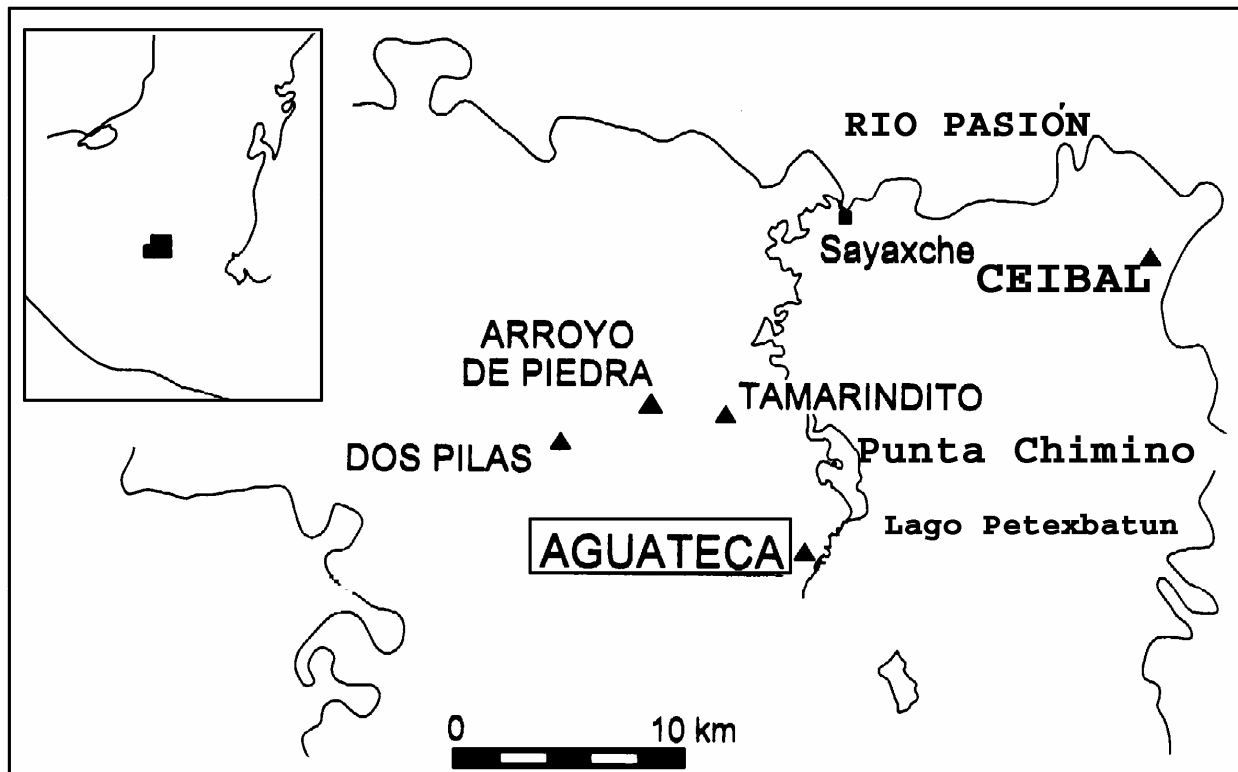 RIO PASIÓN
Sayaxche
CEIBAL
ARROYO
DE PIEDRA
TAMARINDITO
DOS PILAS
Punta Chimino
Lago Petexbatun
AGUATECA
0 10 km